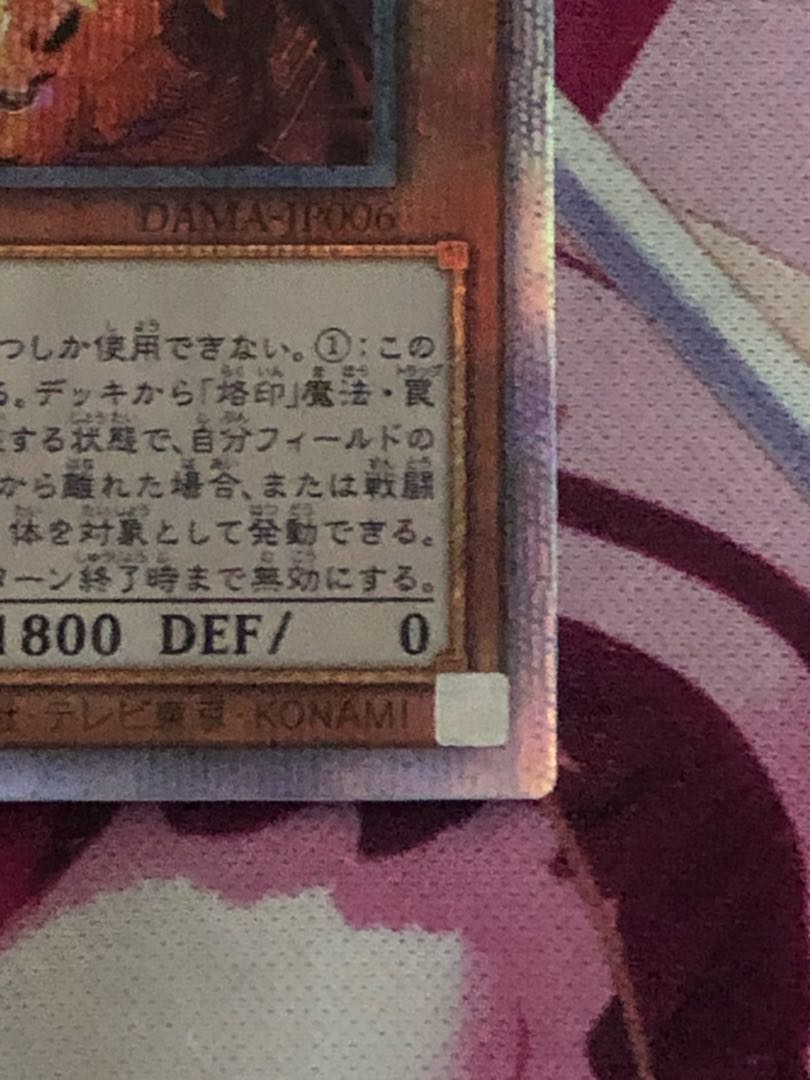 DAMA-JP006
つしか使用できない。①：この
る。デッキから「烙印」魔法・罠
する状態で、自分フィールドの
から離れた場合、または戦闘
体を対象として発動できる。
ターン終了時まで無効にする。
1800 DEF/ 0
テレビ東京・KONAMI